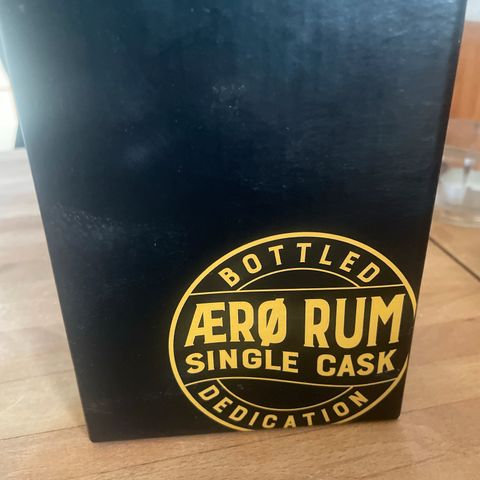 BOTTLED
ÆRØ RUM
SINGLE CASK
DEDICATION